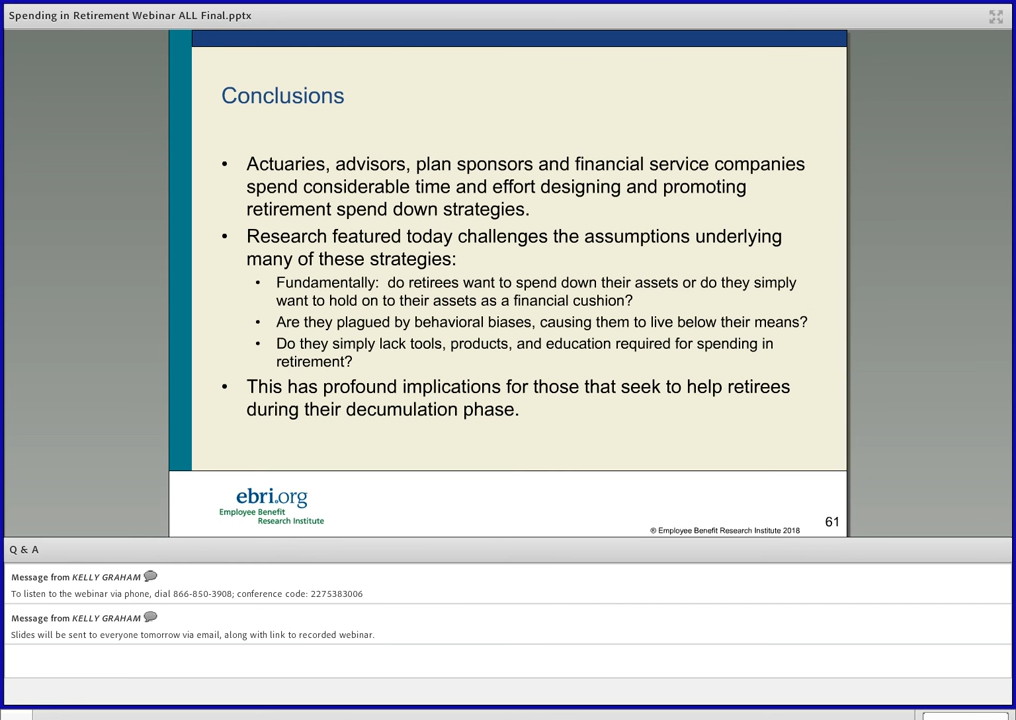 Spending in Retirement Webinar ALL Final.pptx
Conclusions
• Actuaries, advisors, plan sponsors and financial service companies
spend considerable time and effort designing and promoting
retirement spend down strategies.
• Research featured today challenges the assumptions underlying
many of these strategies:
• Fundamentally: do retirees want to spend down their assets or do they simply
want to hold on to their assets as a financial cushion?
• Are they plagued by behavioral biases, causing them to live below their means?
• Do they simply lack tools, products, and education required for spending in
retirement?
• This has profound implications for those that seek to help retirees
during their decumulation phase.
ebri.org
Employee Benefit
Research Institute
® Employee Benefit Research Institute 2018
61
Q & A
Message from KELLY GRAHAM
To listen to the webinar via phone, dial 866-850-3908; conference code: 2275383006
Message from KELLY GRAHAM
Slides will be sent to everyone tomorrow via email, along with link to recorded webinar.